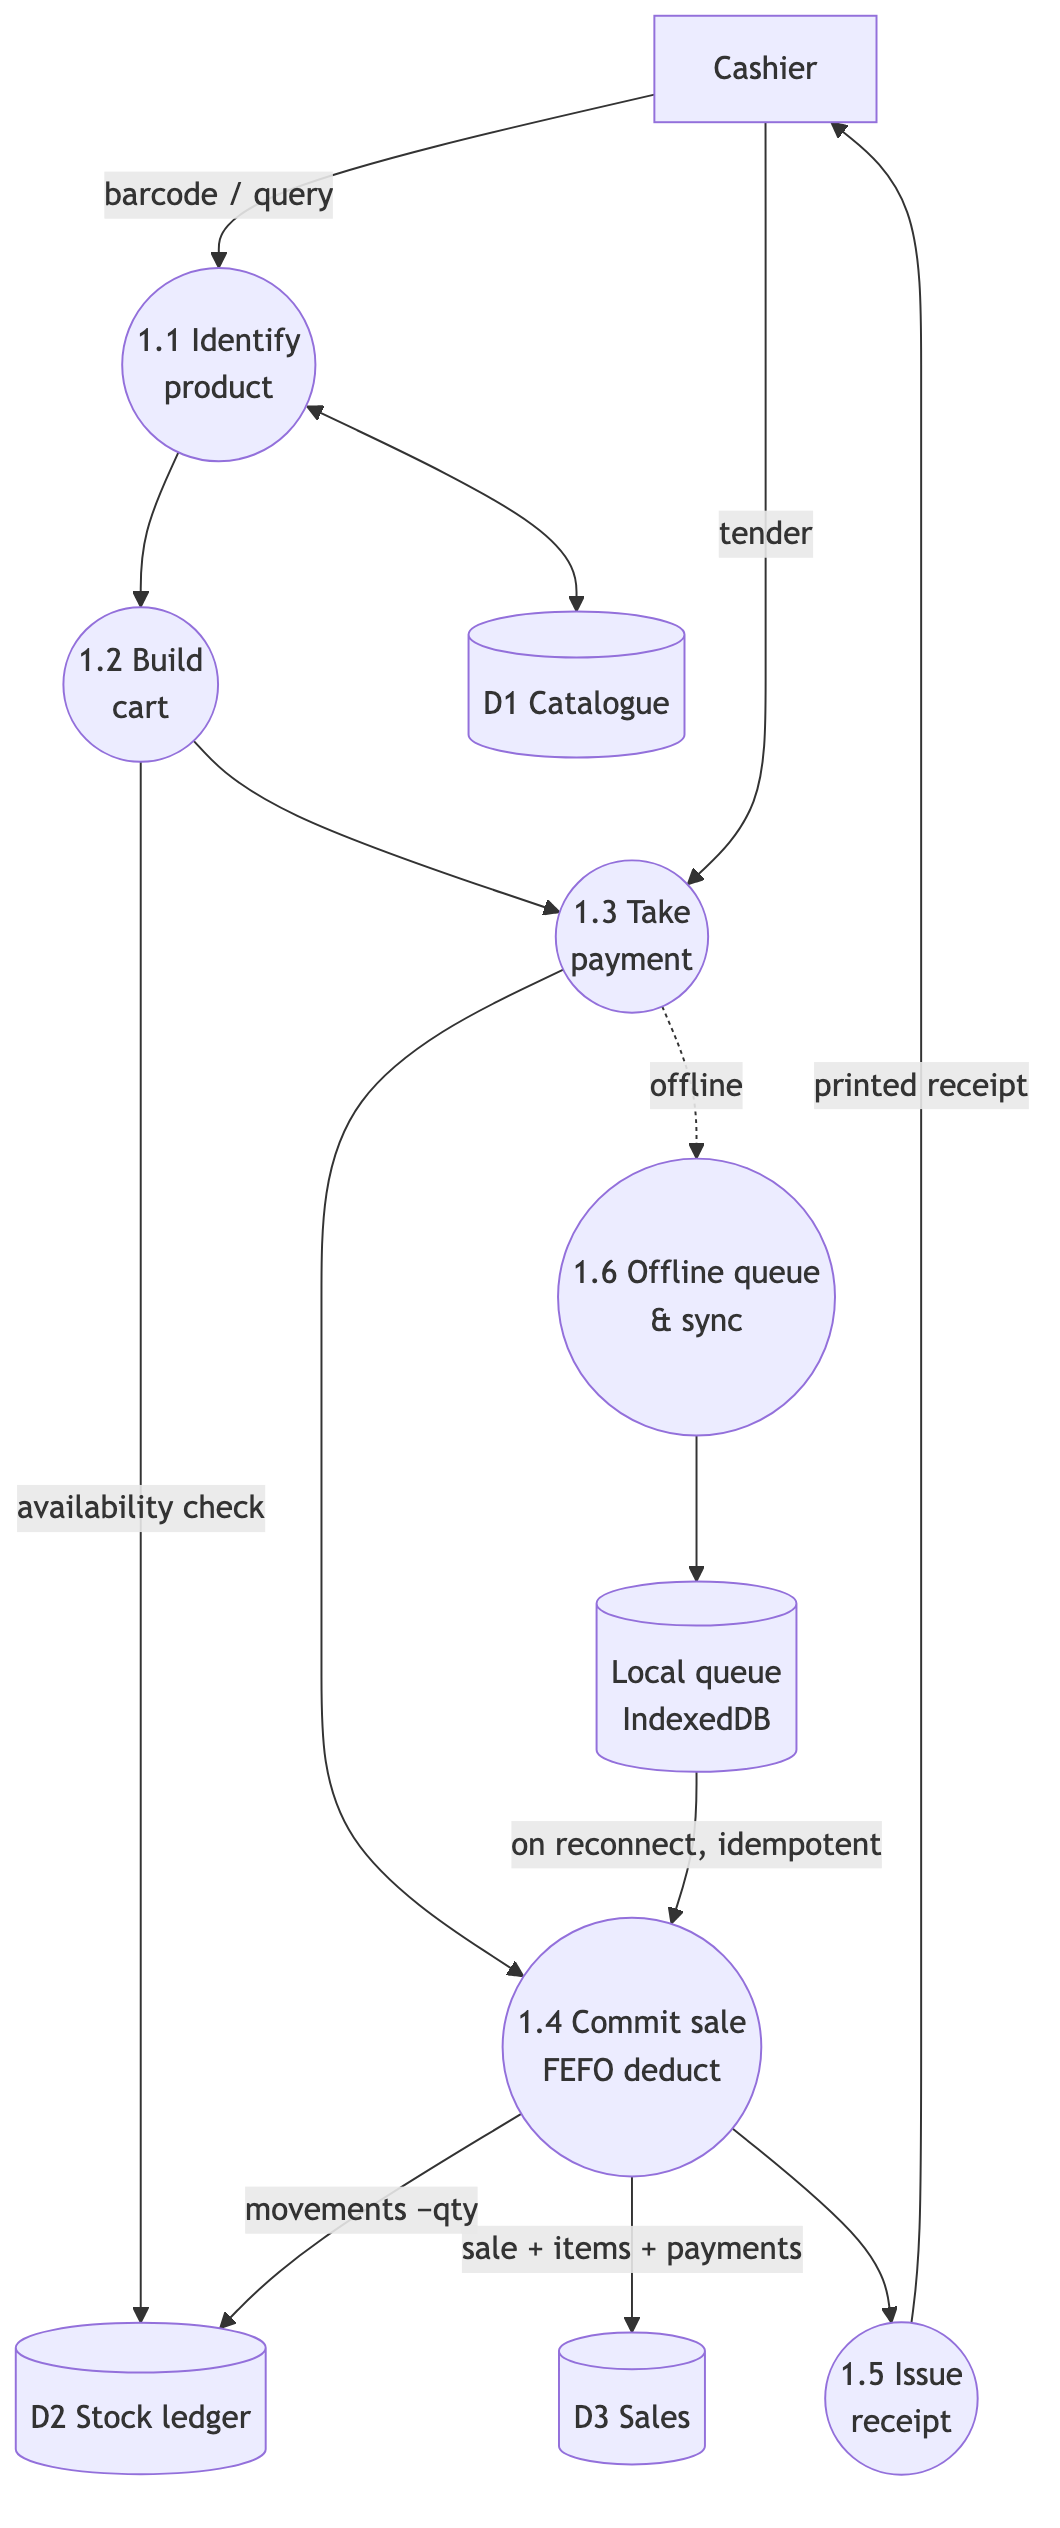 Cashier
barcode / query
1.1 Identify
product
tender
1.2 Build
cart
D1 Catalogue
1.3 Take
payment
offline
printed receipt
1.6 Offline queue
& sync
availability check
Local queue
IndexedDB
on reconnect, idempotent
1.4 Commit sale
FEFO deduct
movements −qty
sale + items + payments
D2 Stock ledger
D3 Sales
1.5 Issue
receipt